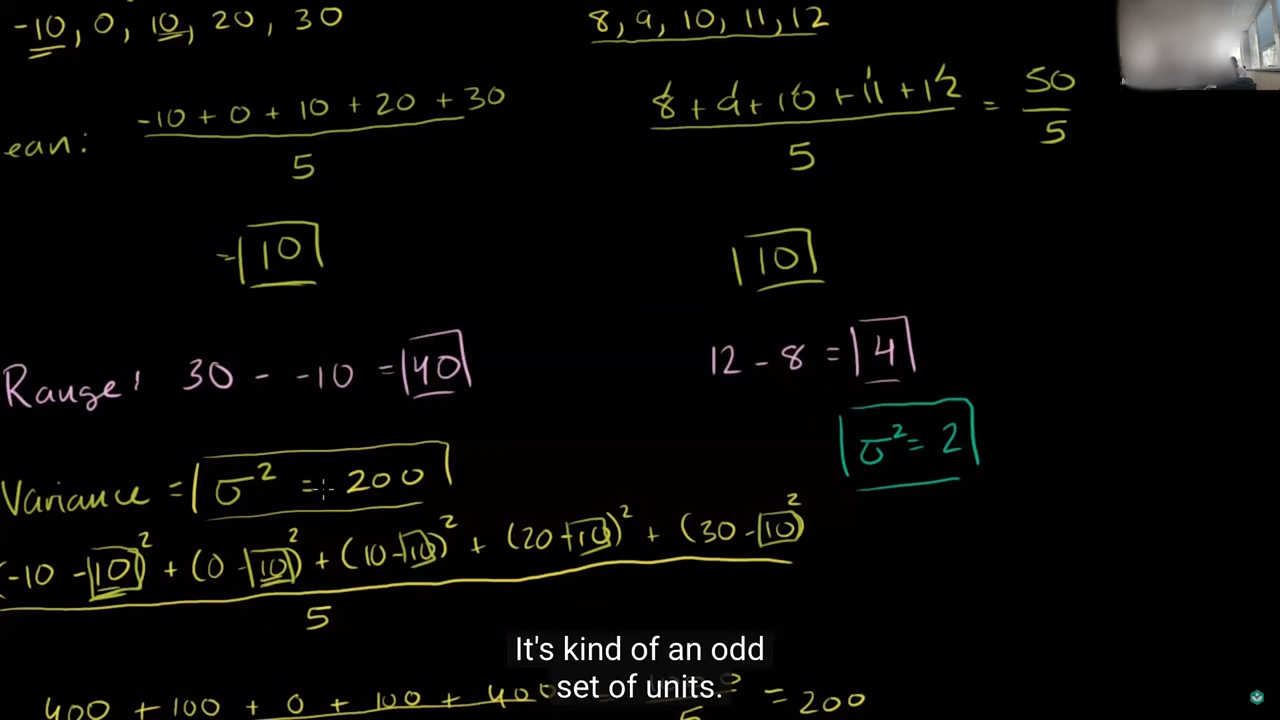 -10, 0, 10, 20, 30
8, 9, 10, 11, 12
ean: -10 + 0 + 10 + 20 + 30
5
8 + 9 + 10 + 11 + 12 = 50
5 5
= 10
10
Range: 30 - -10 = 40
12 - 8 = 4
Variance = σ² = 200
σ² = 2
(-10 - 10)² + (0 - 10)² + (10 - 10)² + (20 - 10)² + (30 - 10)²
5
It's kind of an odd
set of units.
400 + 100 + 0 + 100 + 400
= 200